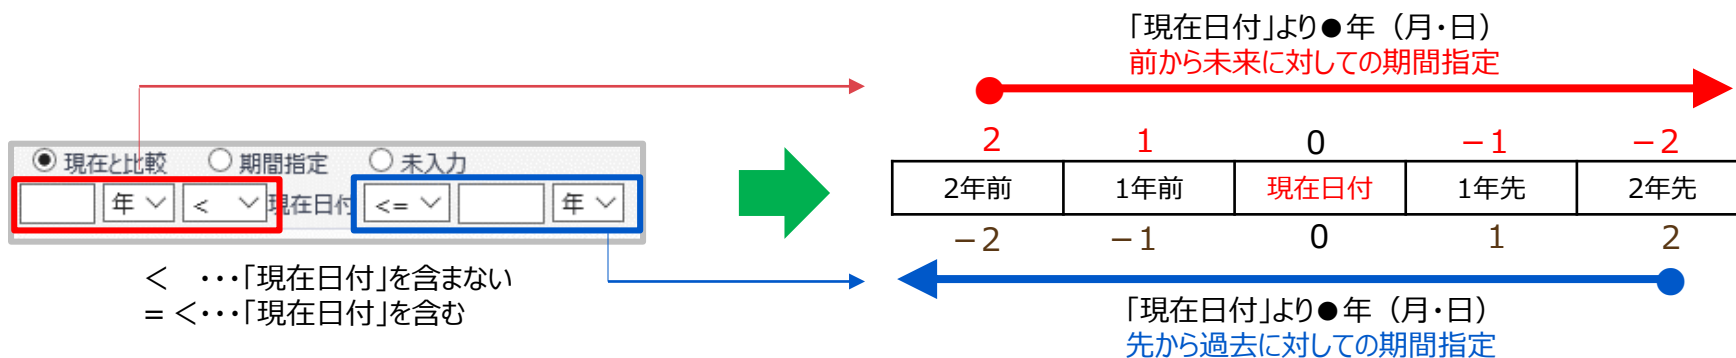 「現在日付」より●年（月・日）
前から未来に対しての期間指定
2 1 0 －1 －2
2年前 1年前 現在日付 1年先 2年先
－2 －1 0 1 2
「現在日付」より●年（月・日）
先から過去に対しての期間指定
現在と比較 期間指定 未入力
年 < 現在日付 <= 年
＜ ・・・「現在日付」を含まない
=＜・・・「現在日付」を含む